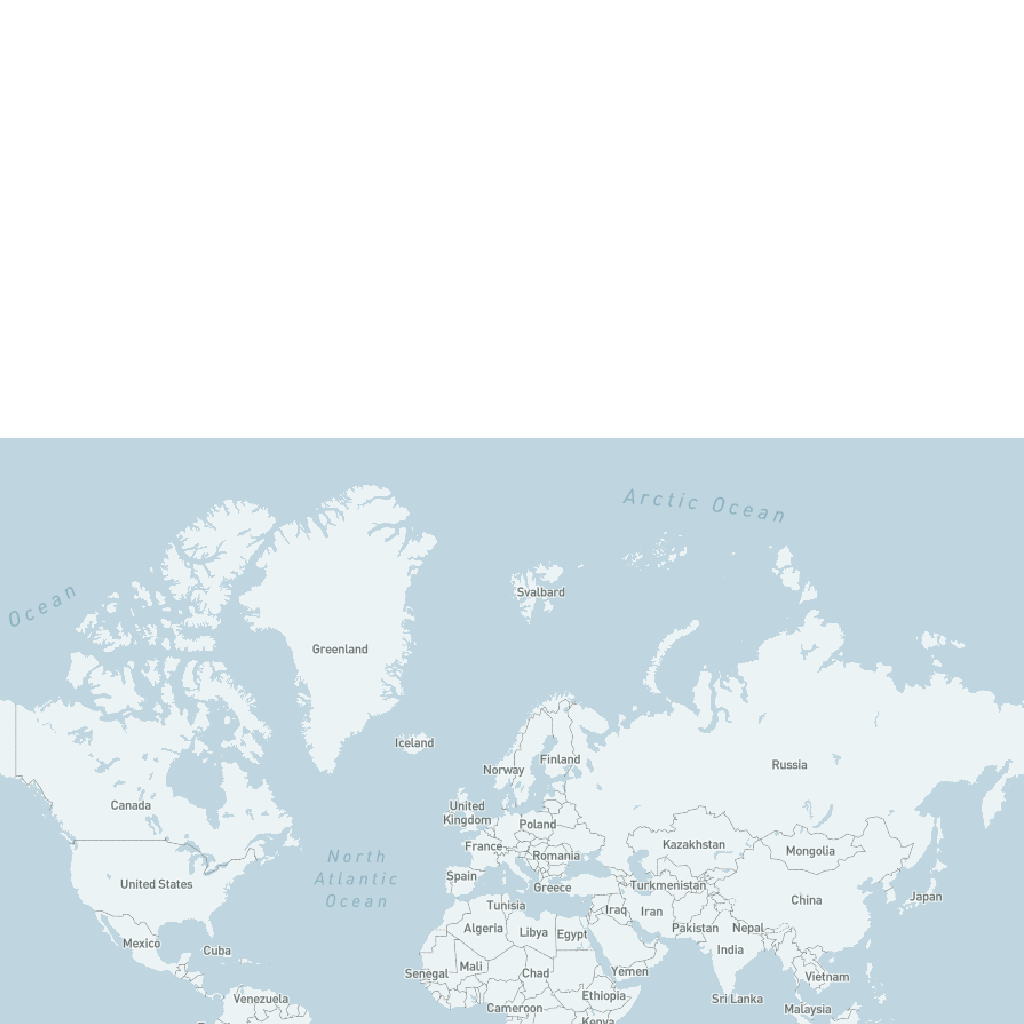 Arctic Ocean
Ocean
Svalbard
Greenland
Iceland
Norway
Finland
Russia
Canada
United
Kingdom
Poland
France
Romania
Kazakhstan
Mongolia
North
Atlantic
Ocean
United States
Spain
Greece
Turkmenistan
China
Japan
Tunisia
Iraq
Iran
Algeria
Libya
Egypt
Pakistan
Nepal
India
Mexico
Cuba
Senegal
Mali
Chad
Yemen
Vietnam
Venezuela
Cameroon
Ethiopia
Sri Lanka
Malaysia
Kenya